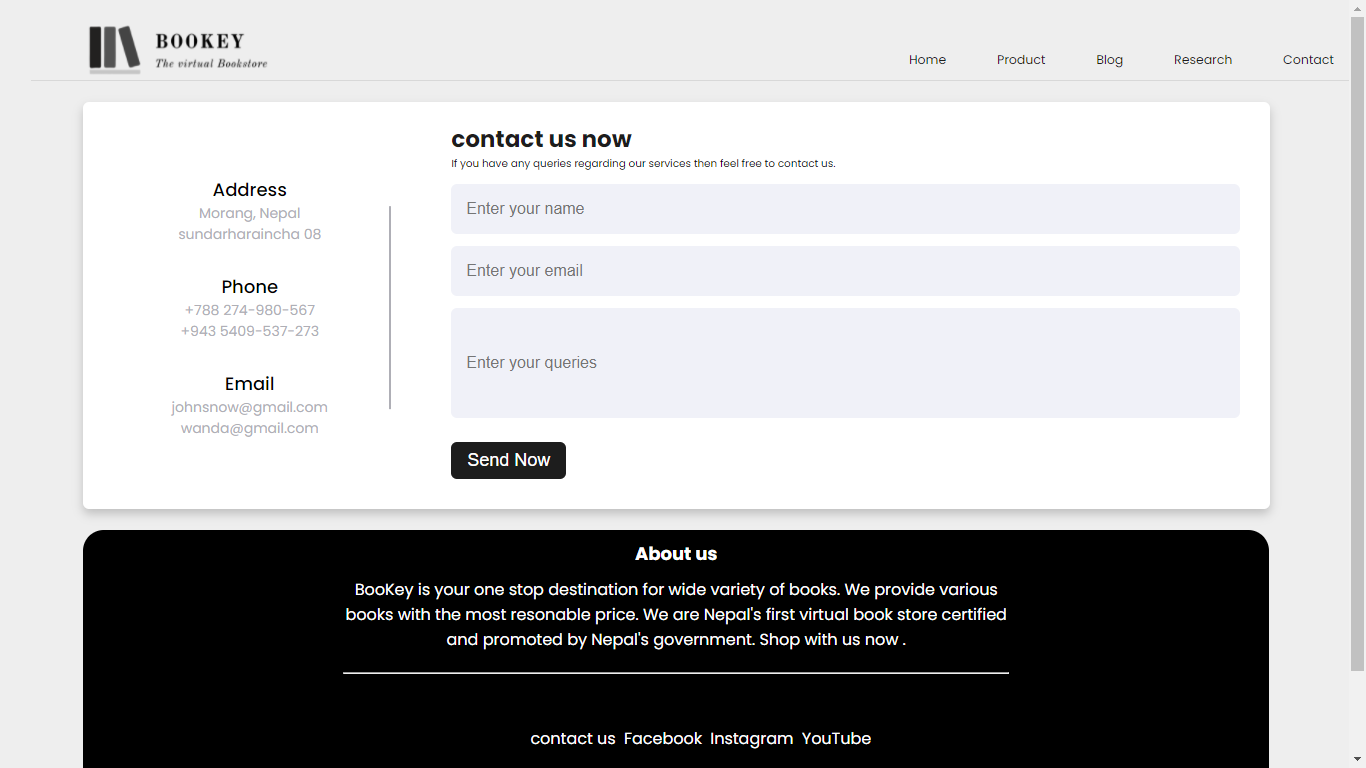 BOOKEY
The virtual Bookstore
Home Product Blog Research Contact
Address
Morang, Nepal
sundarharaincha 08
Phone
+788 274-980-567
+943 5409-537-273
Email
johnsnow@gmail.com
wanda@gmail.com
contact us now
If you have any queries regarding our services then feel free to contact us.
Enter your name
Enter your email
Enter your queries
Send Now
About us
BooKey is your one stop destination for wide variety of books. We provide various
books with the most resonable price. We are Nepal's first virtual book store certified
and promoted by Nepal's government. Shop with us now .
contact us Facebook Instagram YouTube